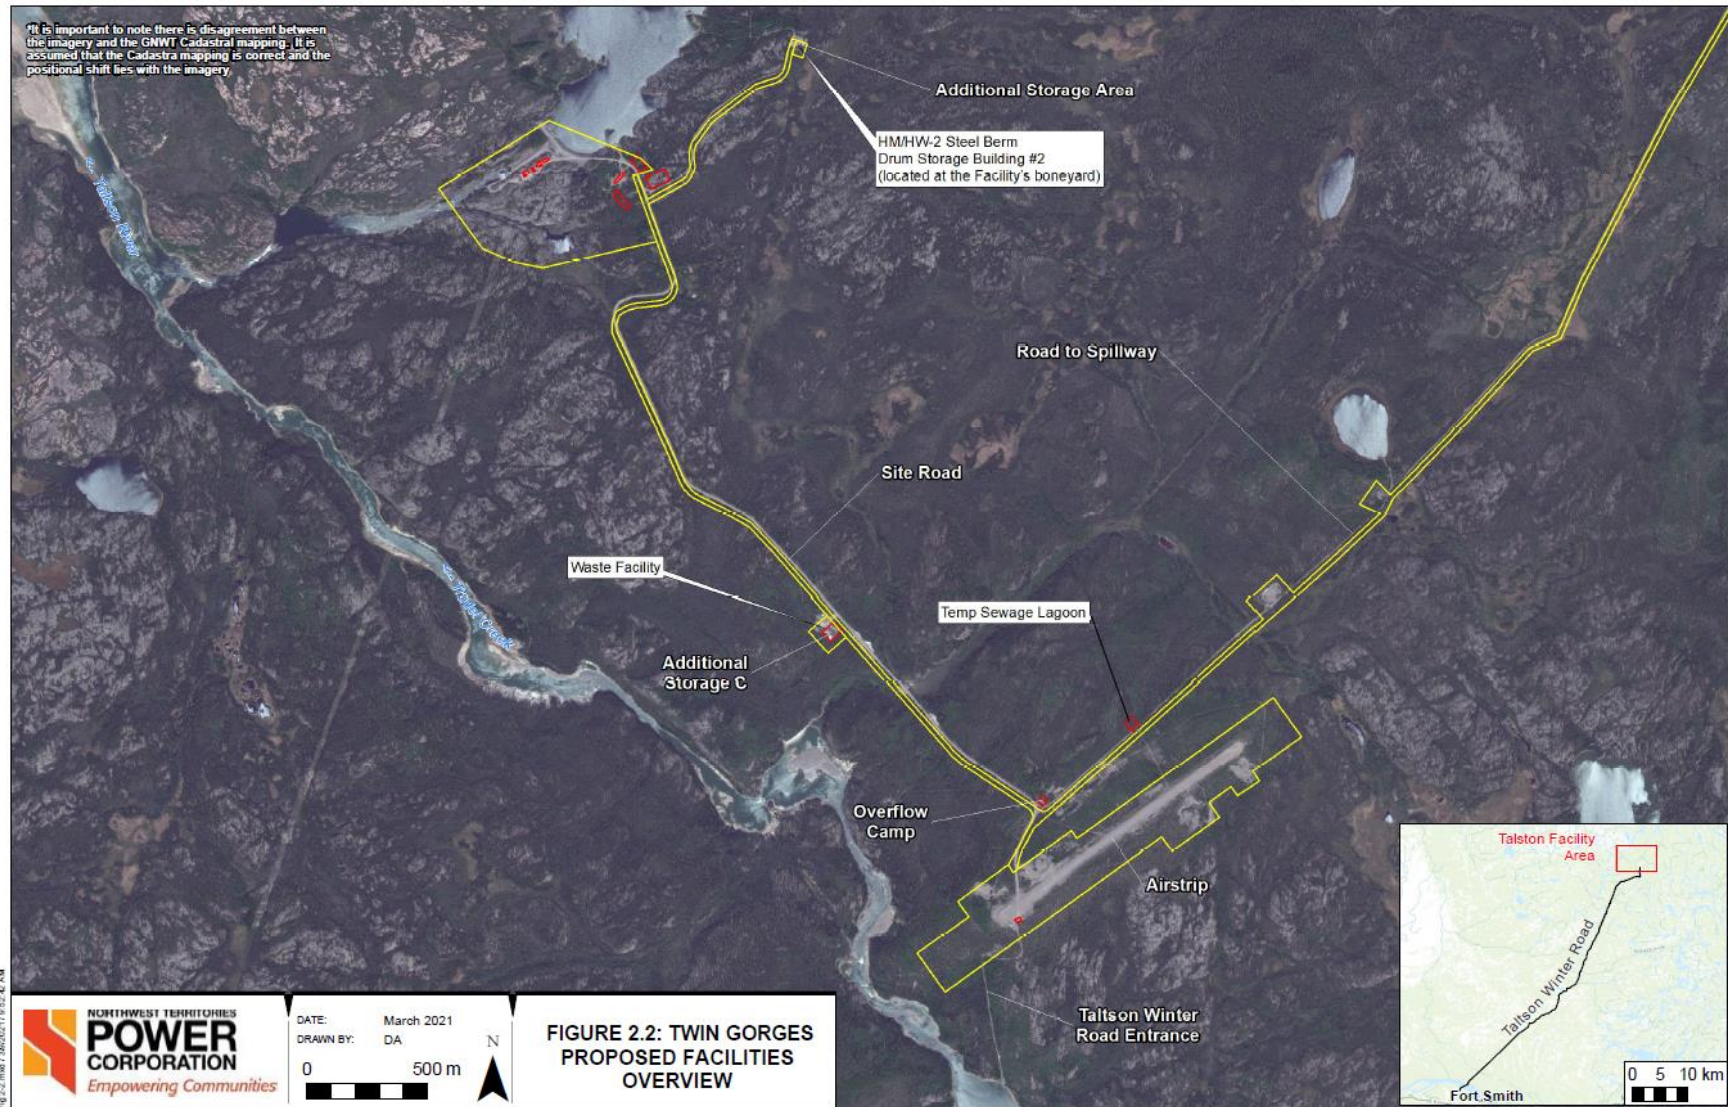 *It is important to note there is disagreement between
the imagery and the GNWT Cadastral mapping. It is
assumed that the Cadastra mapping is correct and the
positional shift lies with the imagery
Additional Storage Area
HM/HW-2 Steel Berm
Drum Storage Building #2
(located at the Facility's boneyard)
<- Taltson River
Road to Spillway
Site Road
Waste Facility
<- Trudel Creek
Temp Sewage Lagoon
Additional
Storage C
Overflow
Camp
Airstrip
Taltson Winter
Road Entrance
Talston Facility
Area
Taltson Winter Road
Fort Smith
0 5 10 km
NORTHWEST TERRITORIES
POWER
CORPORATION
Empowering Communities
DATE: March 2021
DRAWN BY: DA
N
0 500 m
FIGURE 2.2: TWIN GORGES
PROPOSED FACILITIES
OVERVIEW